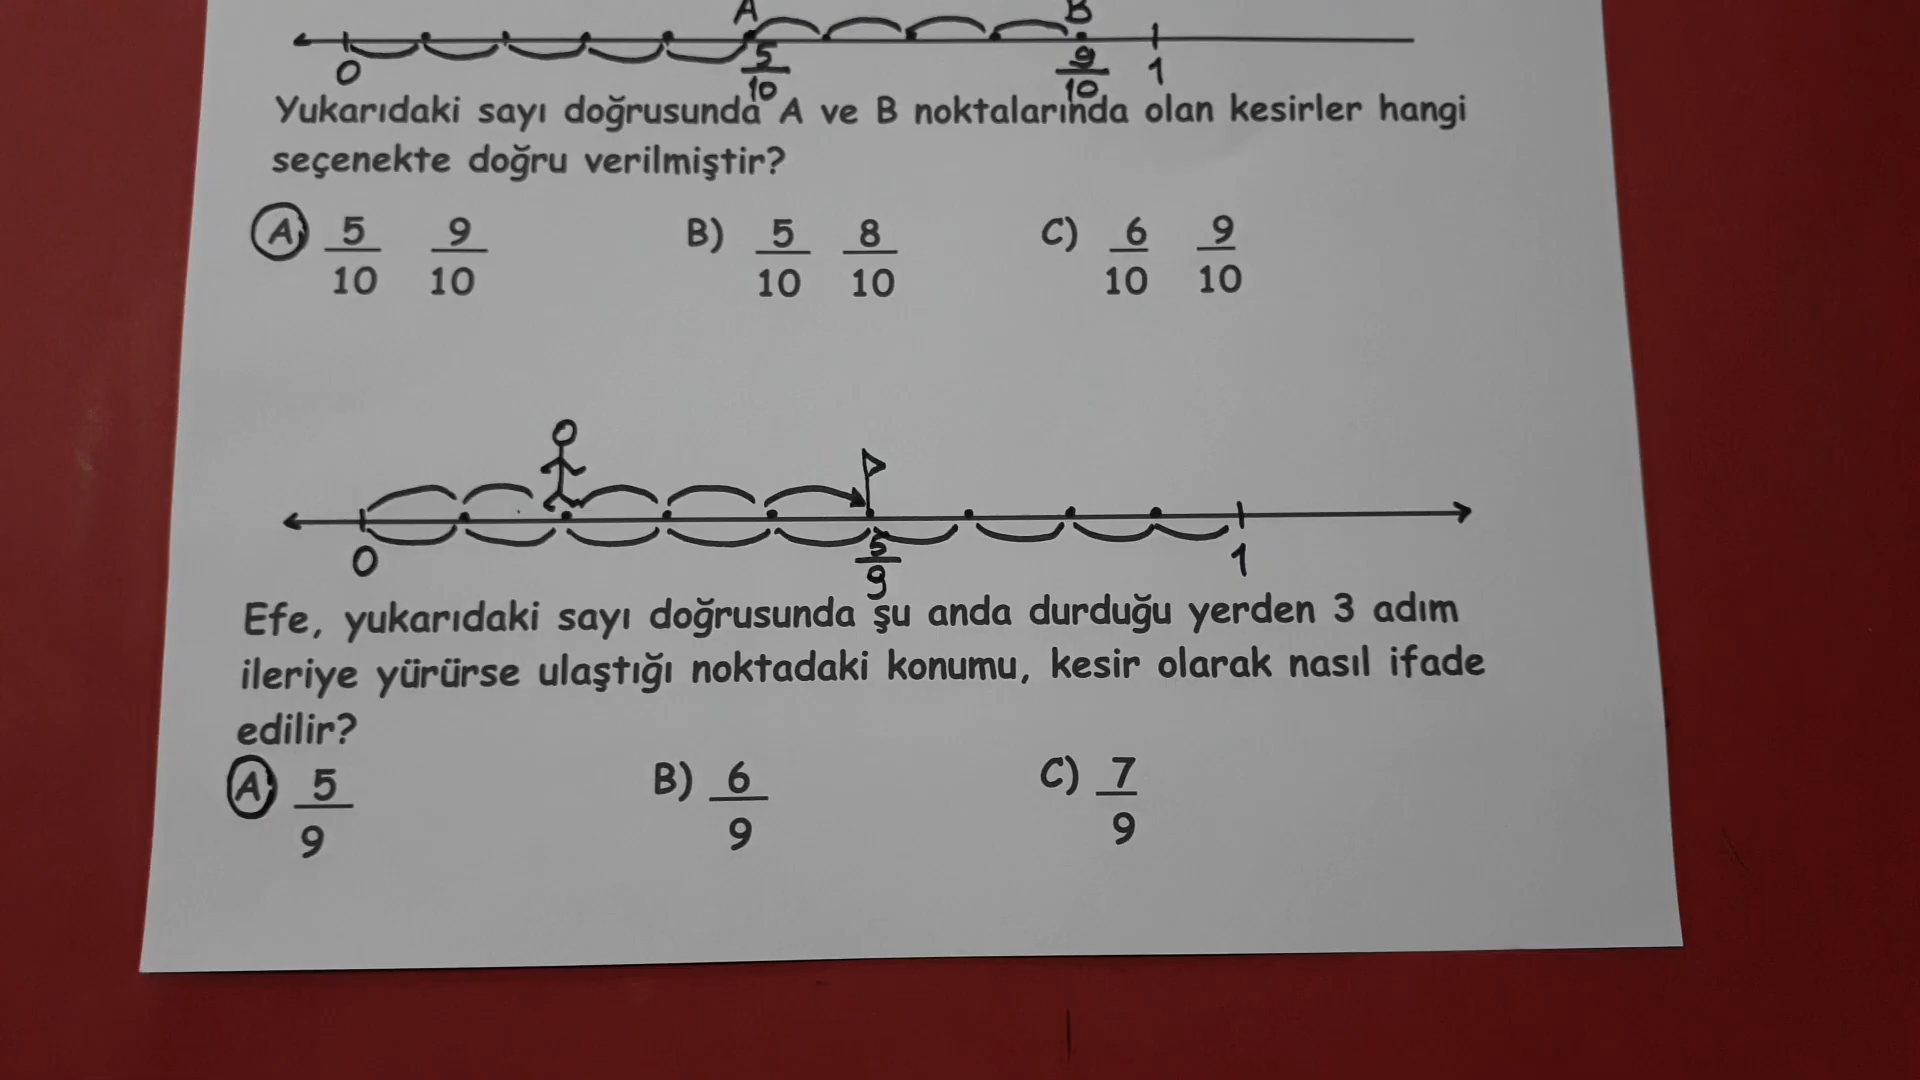 A B
0 5/10 9/10 1
Yukarıdaki sayı doğrusunda A ve B noktalarında olan kesirler hangi
seçenekte doğru verilmiştir?
A) 5/10 9/10 B) 5/10 8/10 C) 6/10 9/10
0 5/9 1
Efe, yukarıdaki sayı doğrusunda şu anda durduğu yerden 3 adım
ileriye yürürse ulaştığı noktadaki konumu, kesir olarak nasıl ifade
edilir?
A) 5/9 B) 6/9 C) 7/9